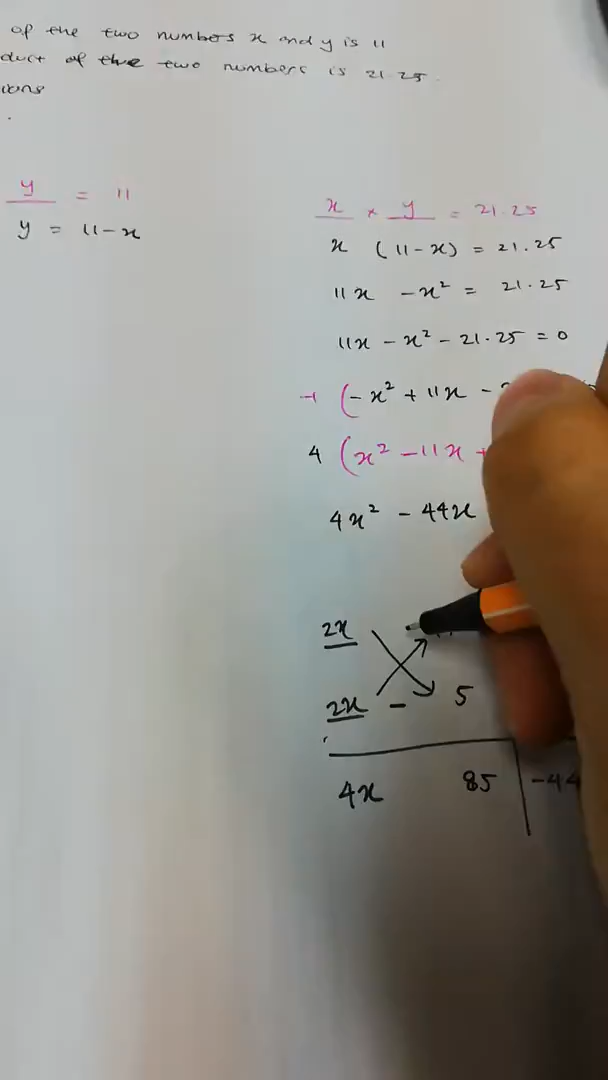 of the two numbers x and y is 11
duct of the two numbers is 21.25
ions
y = 11
y = 11 - x
x × y = 21.25
x (11 - x) = 21.25
11x - x² = 21.25
11x - x² - 21.25 = 0
-1 (-x² + 11x -
4 (x² - 11x +
4x² - 44x
2x
2x - 5
4x 85 -44